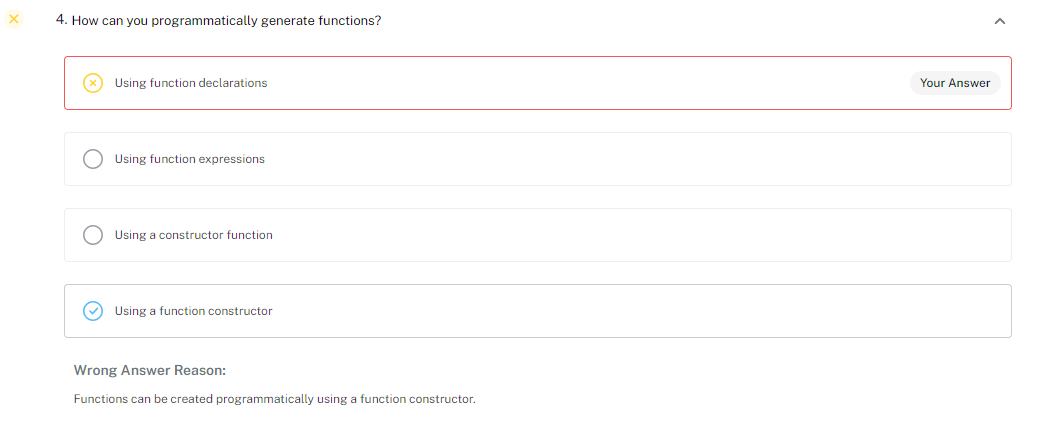 4. How can you programmatically generate functions?
Using function declarations
Your Answer
Using function expressions
Using a constructor function
Using a function constructor
Wrong Answer Reason:
Functions can be created programmatically using a function constructor.